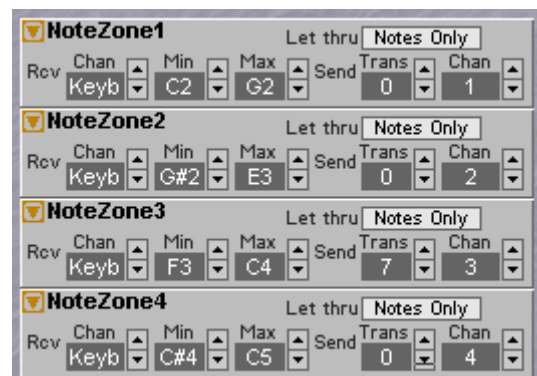 NoteZone1
Let thru Notes Only
Chan Min Max Trans Chan
Rcv Keyb C2 G2 Send 0 1
NoteZone2
Let thru Notes Only
Chan Min Max Trans Chan
Rcv Keyb G#2 E3 Send 0 2
NoteZone3
Let thru Notes Only
Chan Min Max Trans Chan
Rcv Keyb F3 C4 Send 7 3
NoteZone4
Let thru Notes Only
Chan Min Max Trans Chan
Rcv Keyb C#4 C5 Send 0 4